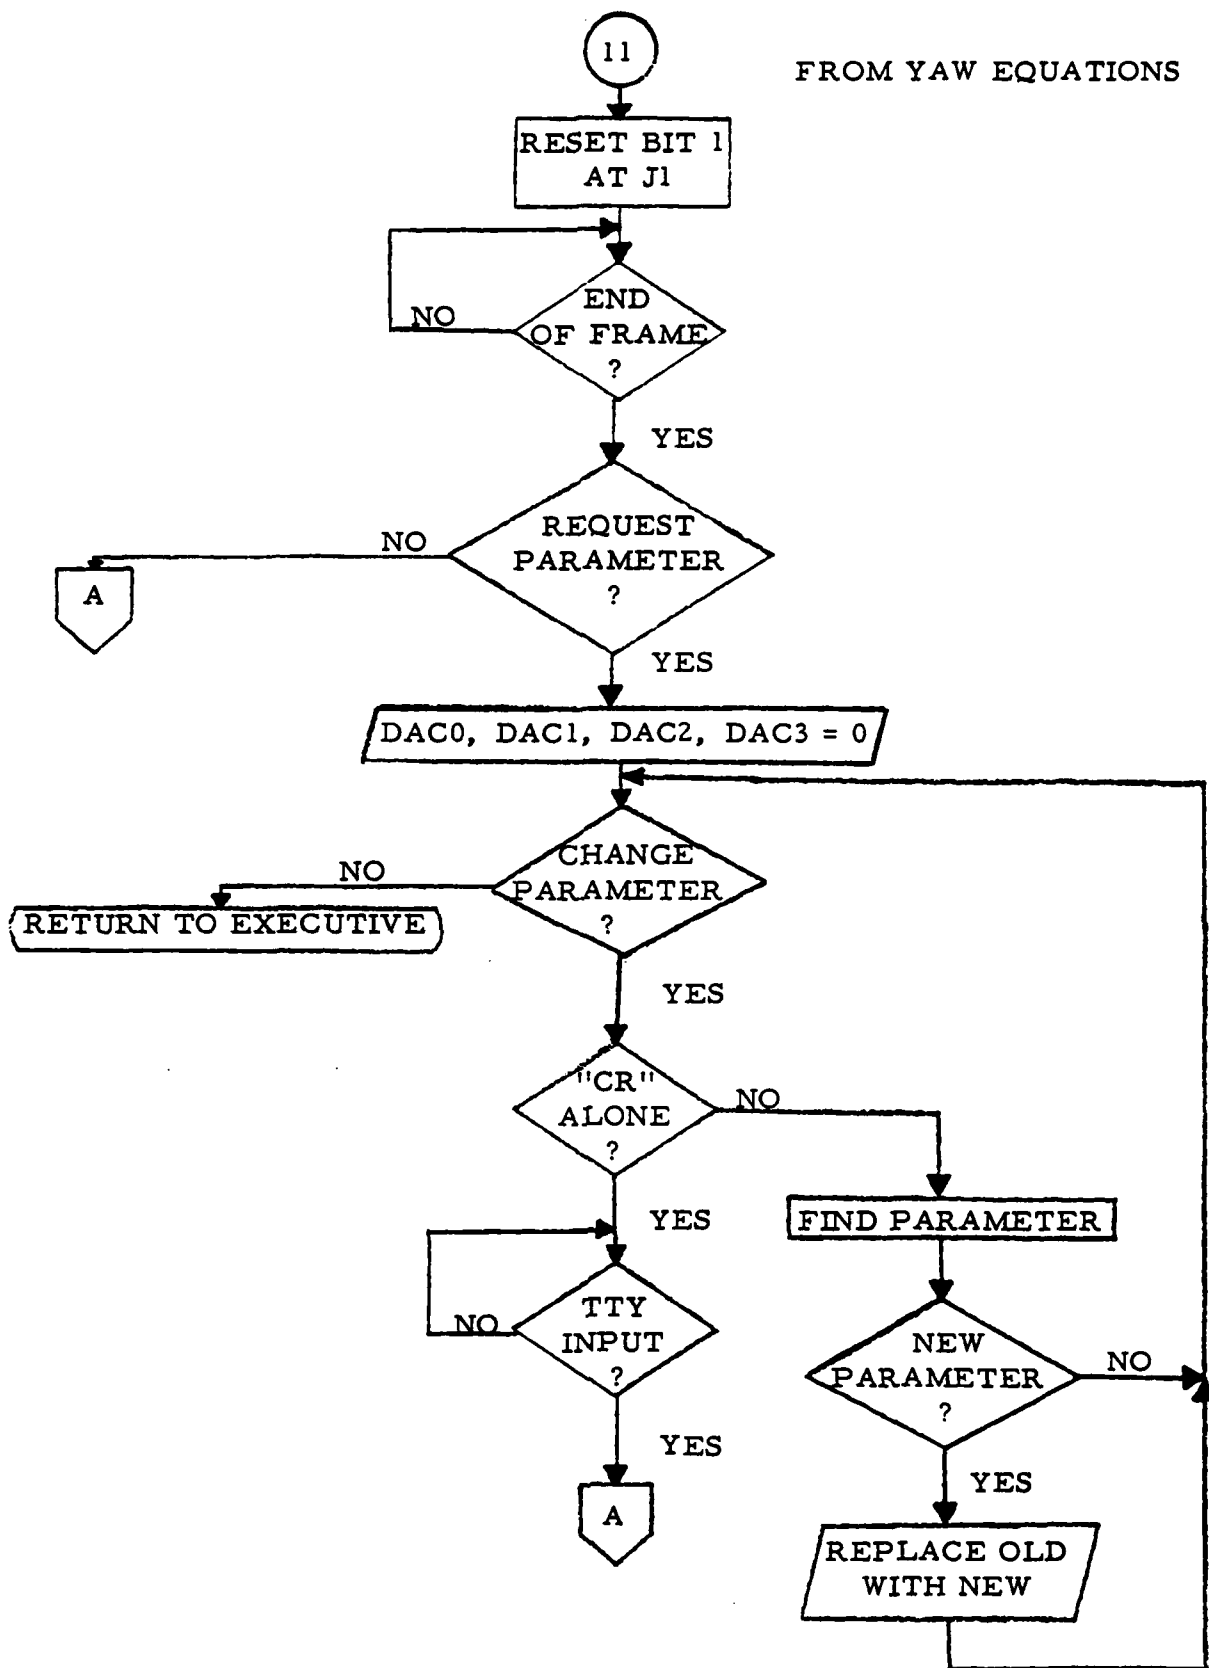 11
FROM YAW EQUATIONS
RESET BIT 1
AT J1
END
OF FRAME
?
NO
YES
REQUEST
PARAMETER
?
NO
A
YES
DAC0, DAC1, DAC2, DAC3 = 0
CHANGE
PARAMETER
?
NO
RETURN TO EXECUTIVE
YES
"CR"
ALONE
?
NO
YES
FIND PARAMETER
TTY
INPUT
?
NO
NEW
PARAMETER
?
NO
YES
YES
A
REPLACE OLD
WITH NEW